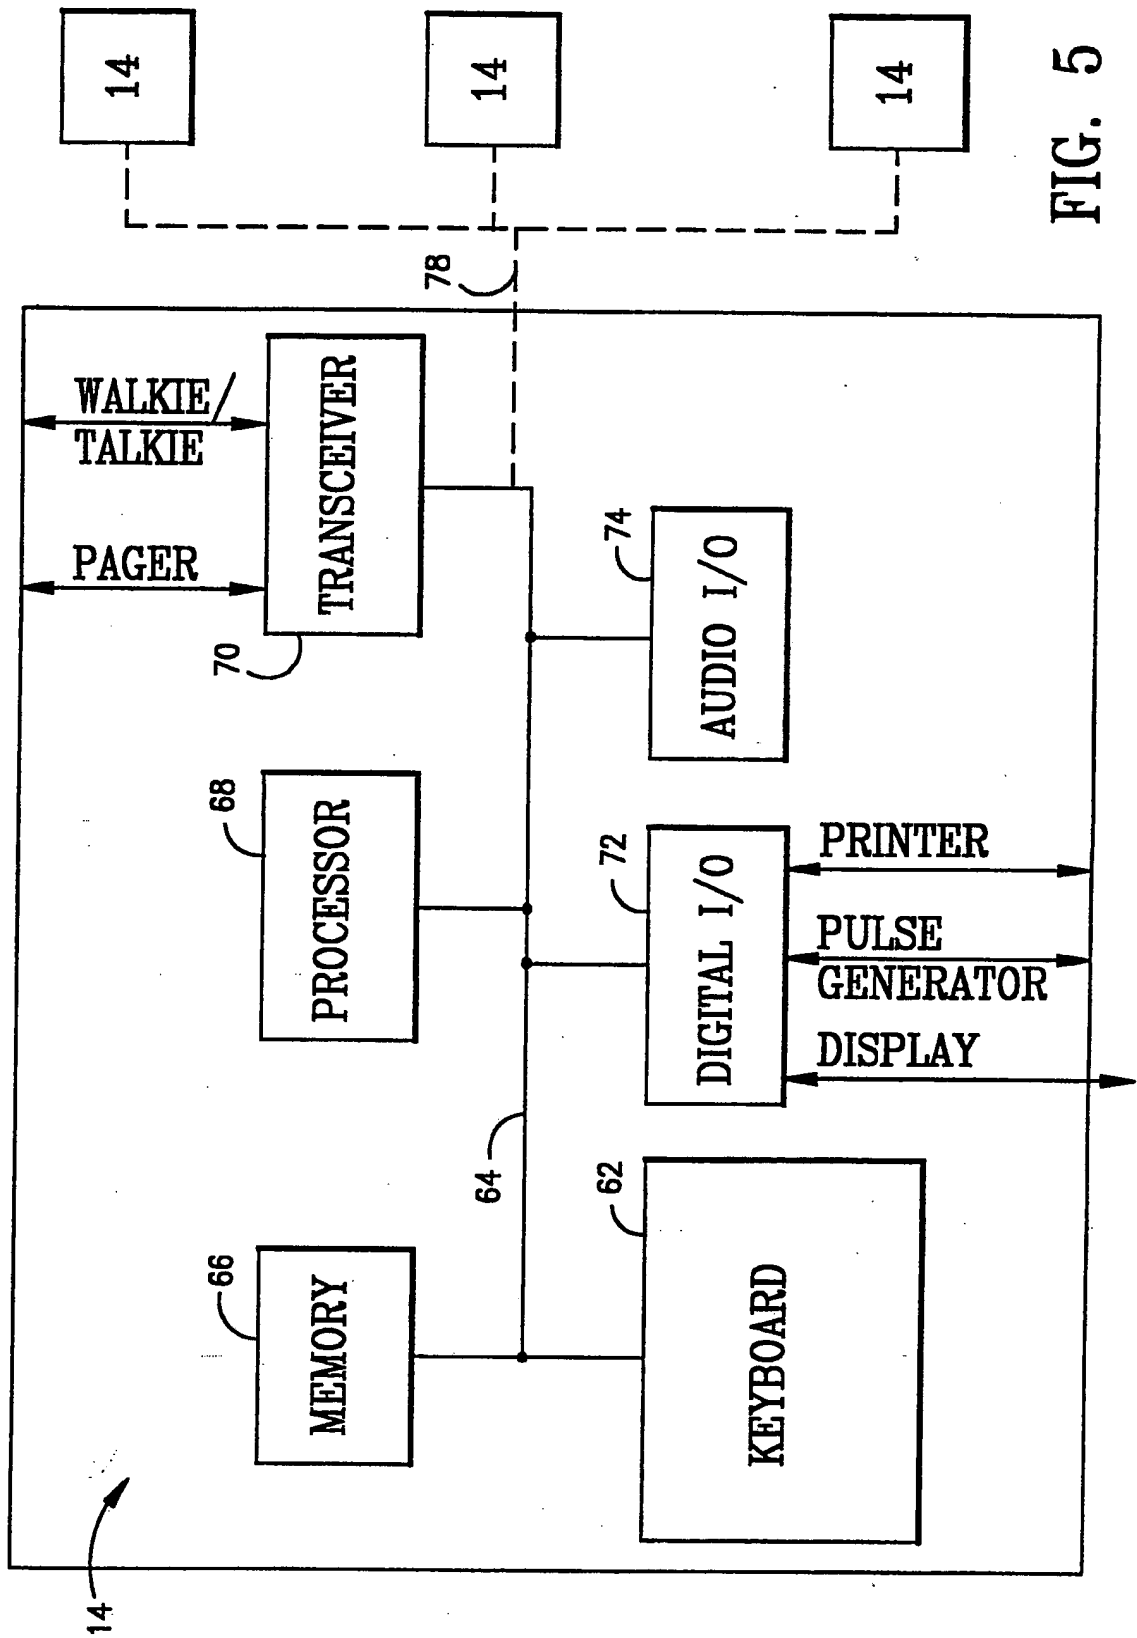 14
66
MEMORY
68
PROCESSOR
70
TRANSCEIVER
PAGER
WALKIE/
TALKIE
64
78
14
14
14
62
KEYBOARD
72
DIGITAL I/O
74
AUDIO I/O
DISPLAY
PULSE
GENERATOR
PRINTER
FIG. 5